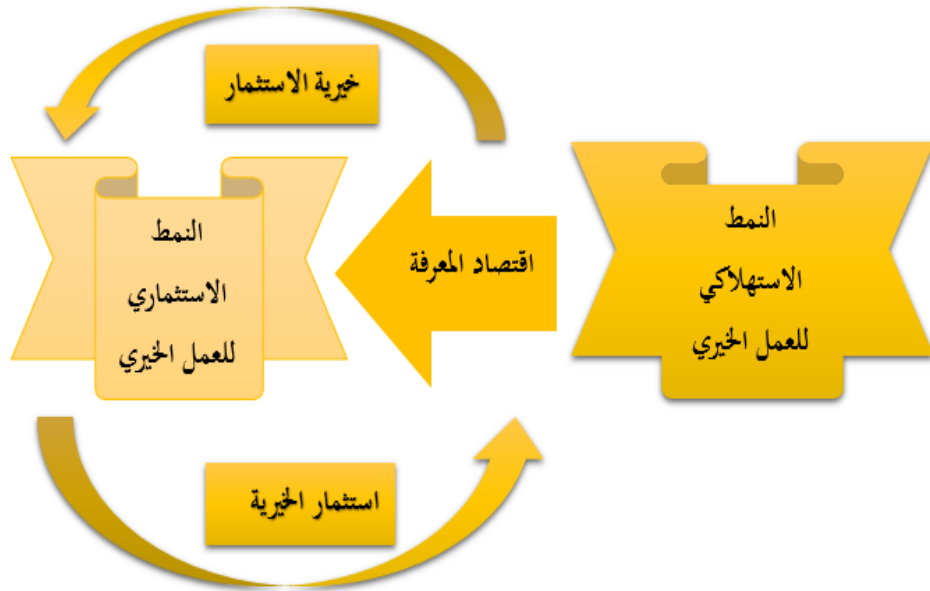 خيرية الاستثمار
النمط
الاستهلاكي
للعمل الخيري
اقتصاد المعرفة
النمط
الاستثماري
للعمل الخيري
استثمار الخيرية